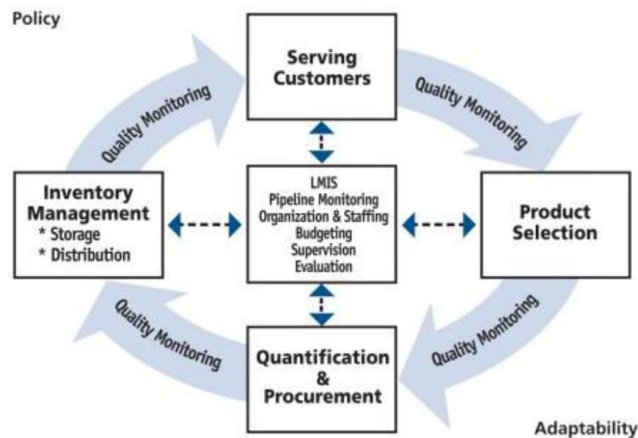 Policy
Serving
Customers
Quality Monitoring
Quality Monitoring
Inventory
Management
* Storage
* Distribution
LMIS
Pipeline Monitoring
Organization & Staffing
Budgeting
Supervision
Evaluation
Product
Selection
Quality Monitoring
Quality Monitoring
Quantification
&
Procurement
Adaptability